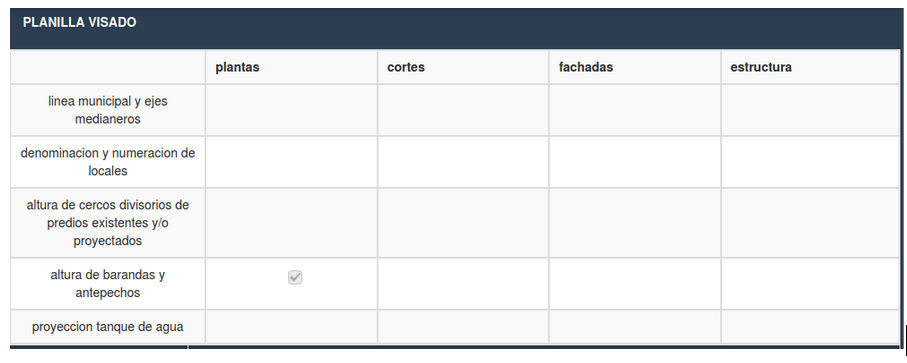 PLANILLA VISADO
plantas cortes fachadas estructura
linea municipal y ejes
medianeros
denominacion y numeracion de
locales
altura de cercos divisorios de
predios existentes y/o
proyectados
altura de barandas y
antepechos
proyeccion tanque de agua